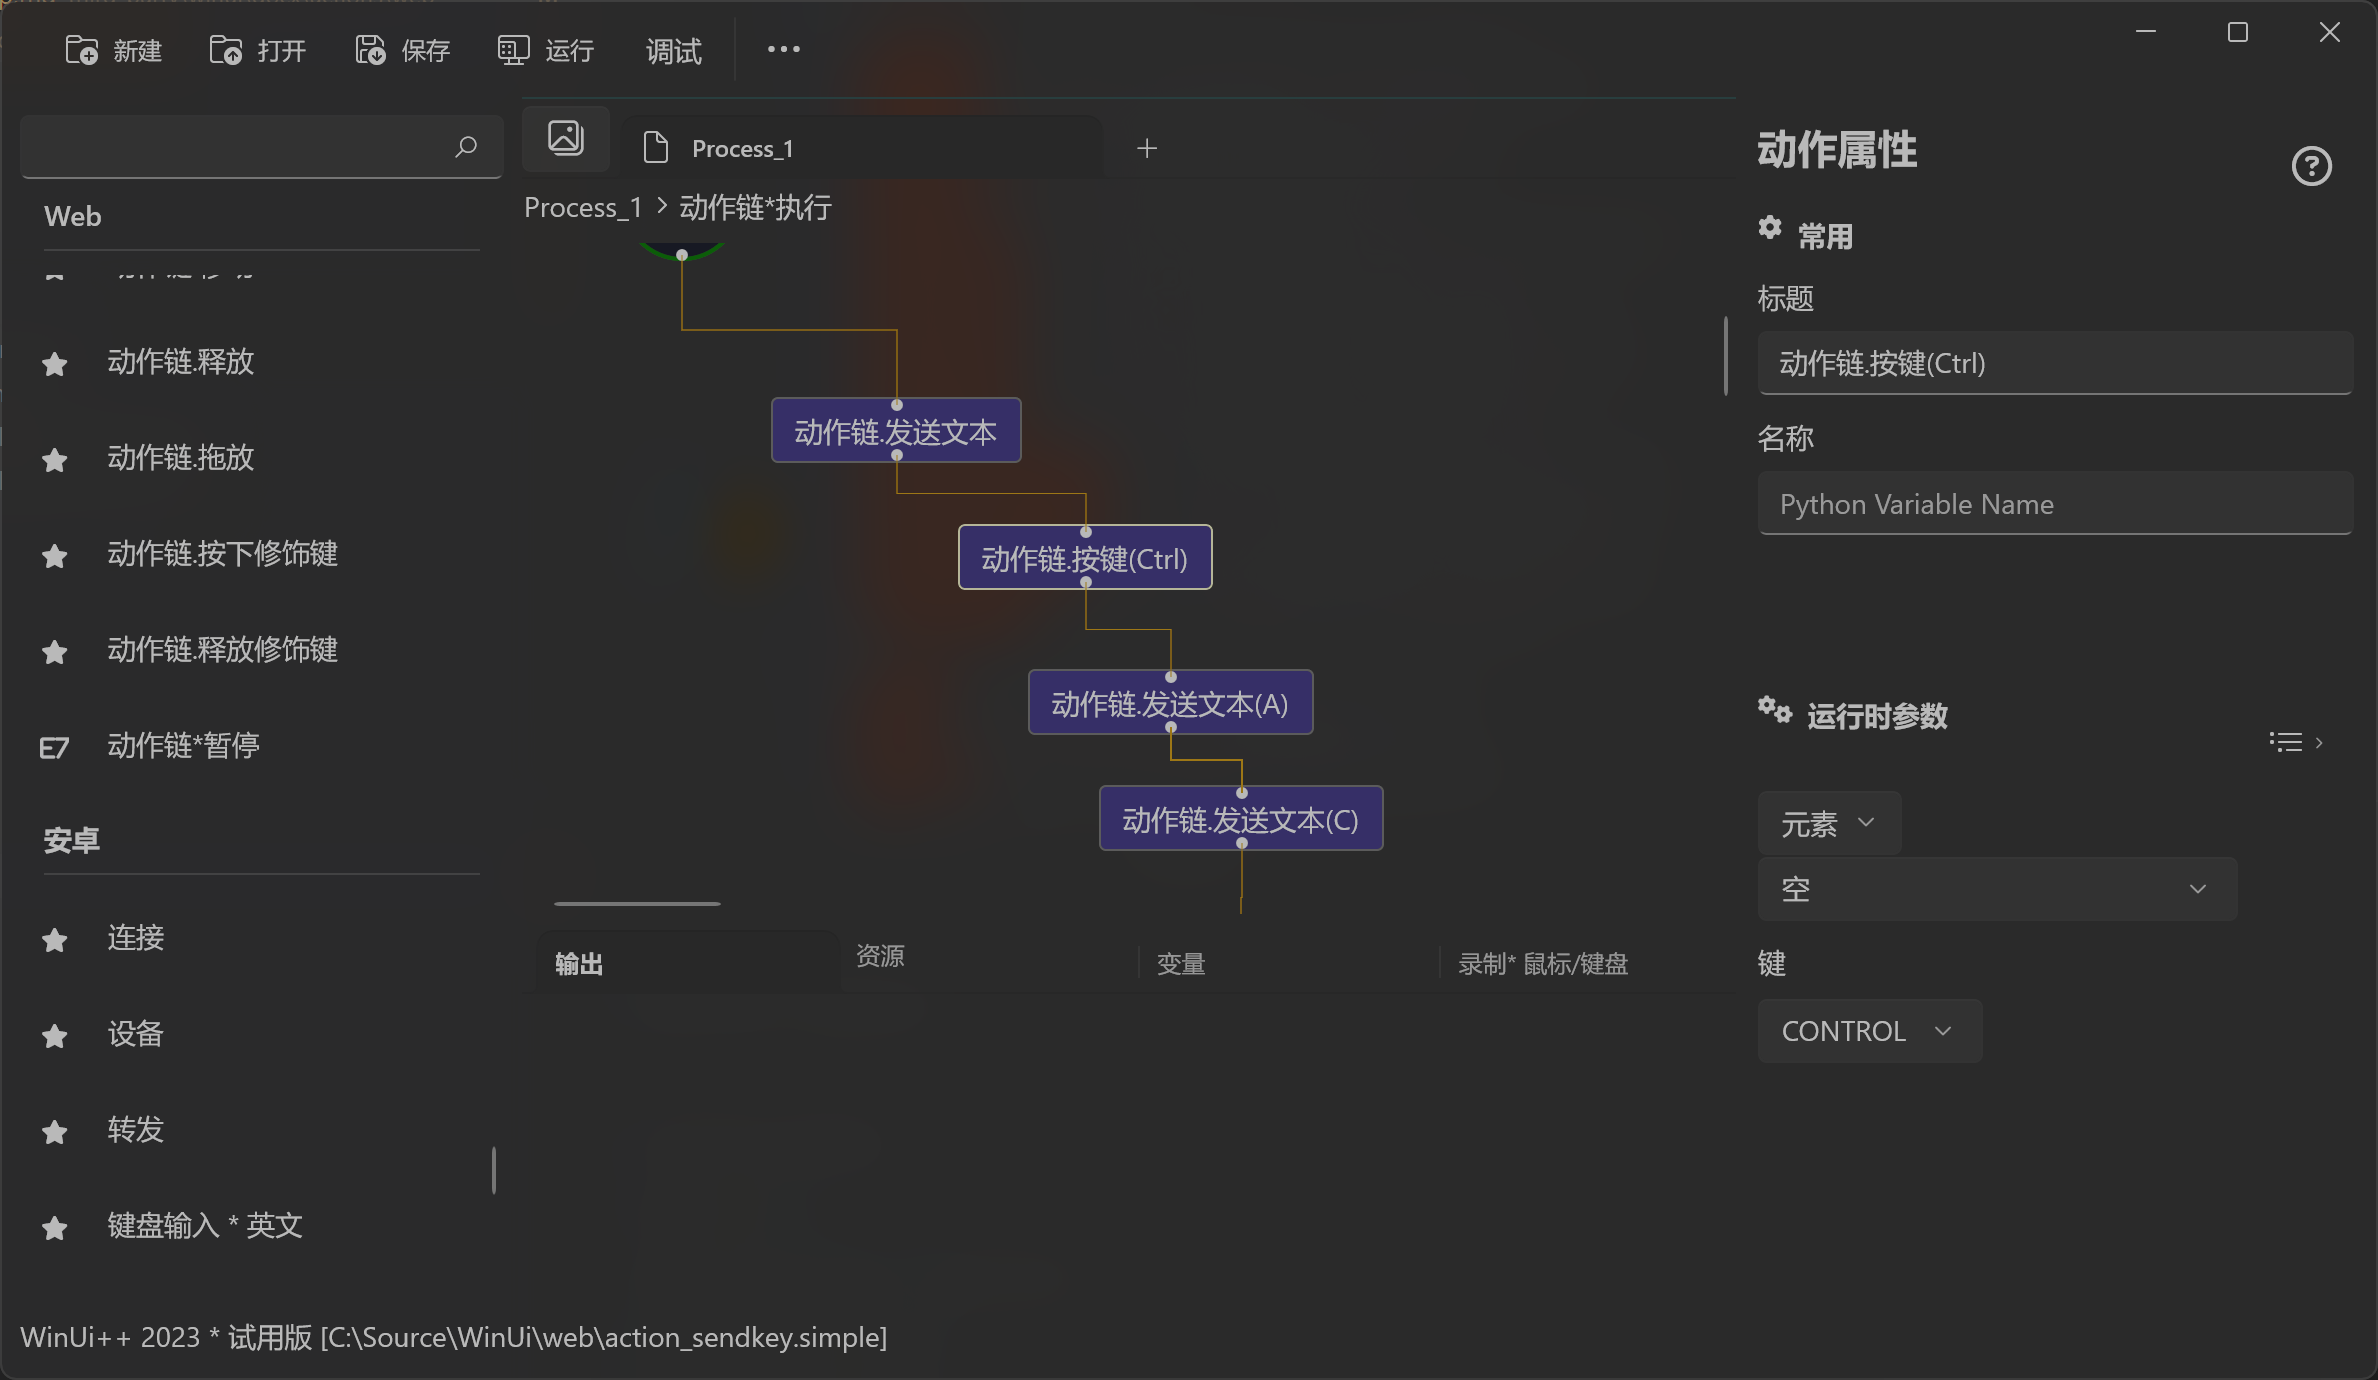 新建
打开
保存
运行
调试
Web
动作链.释放
动作链.拖放
动作链.按下修饰键
动作链.释放修饰键
E7 动作链*暂停
安卓
连接
设备
转发
键盘输入 * 英文
Process_1
Process_1 > 动作链*执行
动作链.发送文本
动作链.按键(Ctrl)
动作链.发送文本(A)
动作链.发送文本(C)
输出
资源
变量
录制* 鼠标/键盘
动作属性
常用
标题
动作链.按键(Ctrl)
名称
Python Variable Name
运行时参数
元素
空
键
CONTROL
WinUi++ 2023 * 试用版 [C:\Source\WinUi\web\action_sendkey.simple]